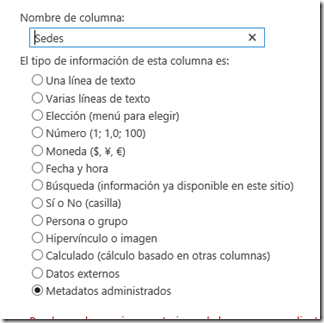 Nombre de columna:
Sedes
El tipo de información de esta columna es:
Una línea de texto
Varias líneas de texto
Elección (menú para elegir)
Número (1; 1,0; 100)
Moneda ($, ¥, €)
Fecha y hora
Búsqueda (información ya disponible en este sitio)
Sí o No (casilla)
Persona o grupo
Hipervínculo o imagen
Calculado (cálculo basado en otras columnas)
Datos externos
Metadatos administrados